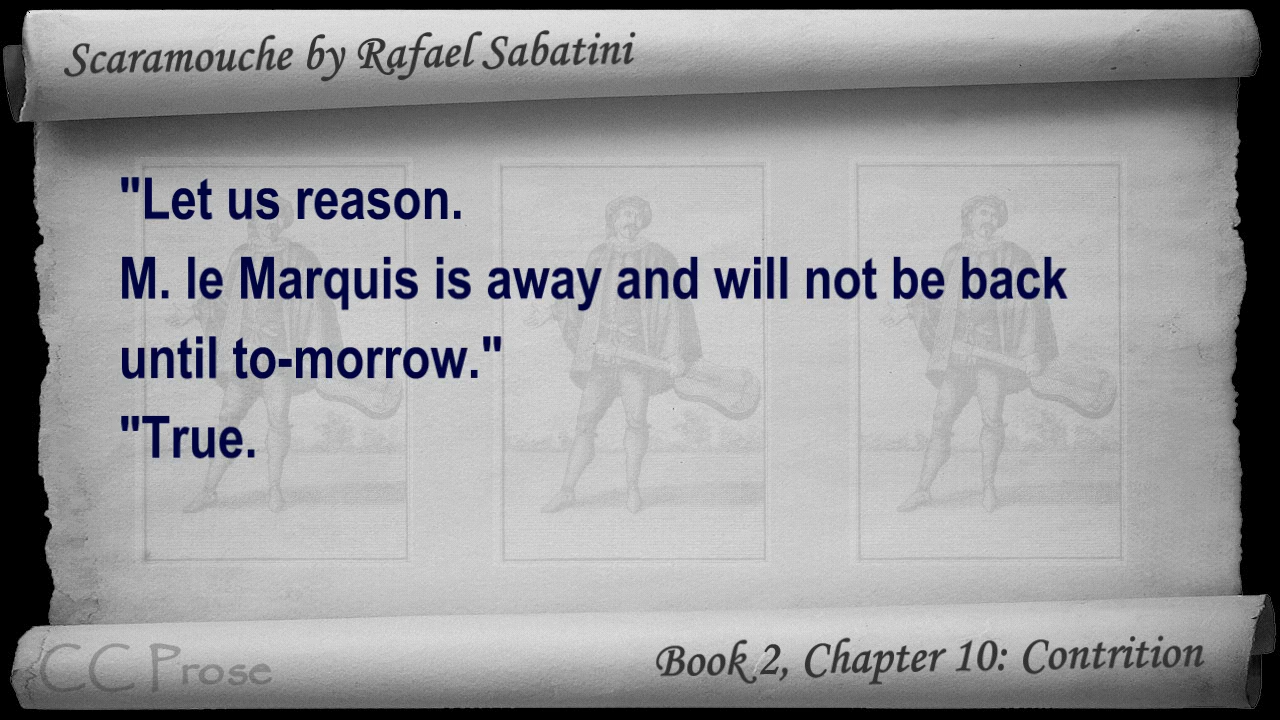 Scaramouche by Rafael Sabatini
"Let us reason.
M. le Marquis is away and will not be back
until to-morrow."
"True.
CC Prose
Book 2, Chapter 10: Contrition